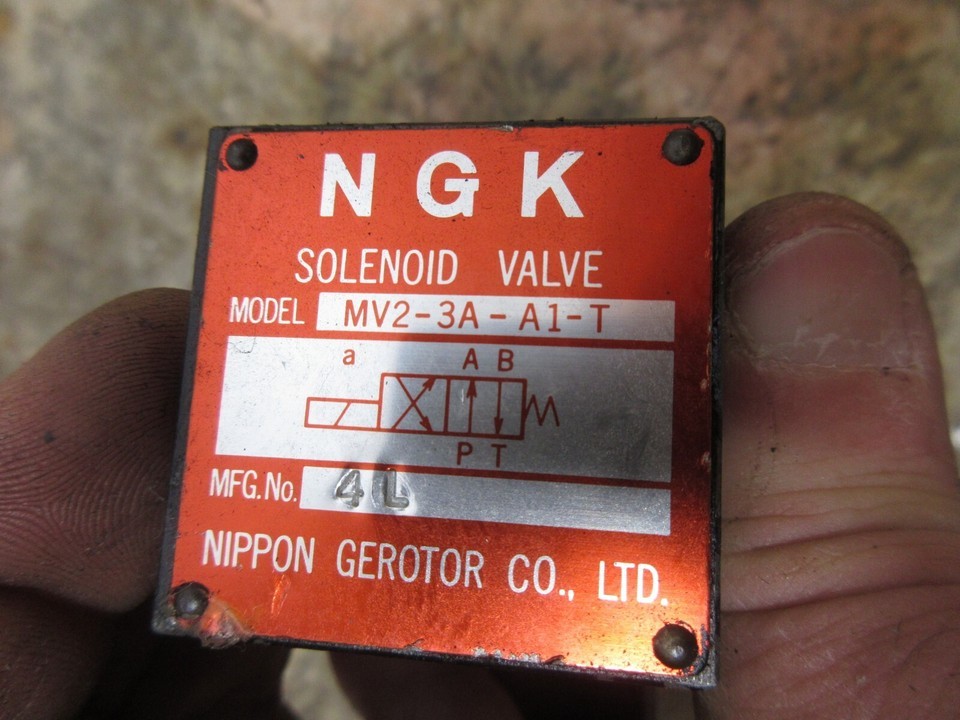 NGK
SOLENOID VALVE
MODEL MV2-3A-A1-T
a A B
P T
MFG.No. 4L
NIPPON GEROTOR CO., LTD.